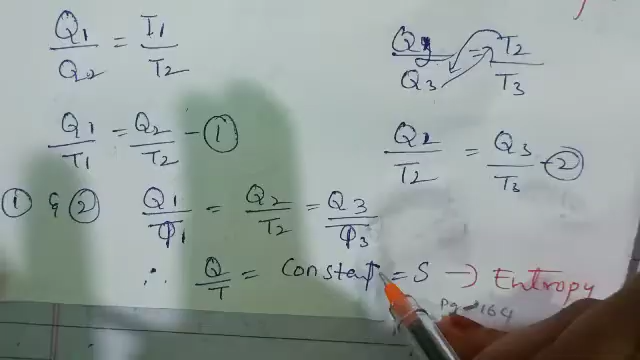 Q1/Q2 = T1/T2
Q2/Q3 = T2/T3
Q1/T1 = Q2/T2 - ①
Q2/T2 = Q3/T3 - ②
① & ② Q1/T1 = Q2/T2 = Q3/T3
∴ Q/T = Constant = S → Entropy
Pg - 164